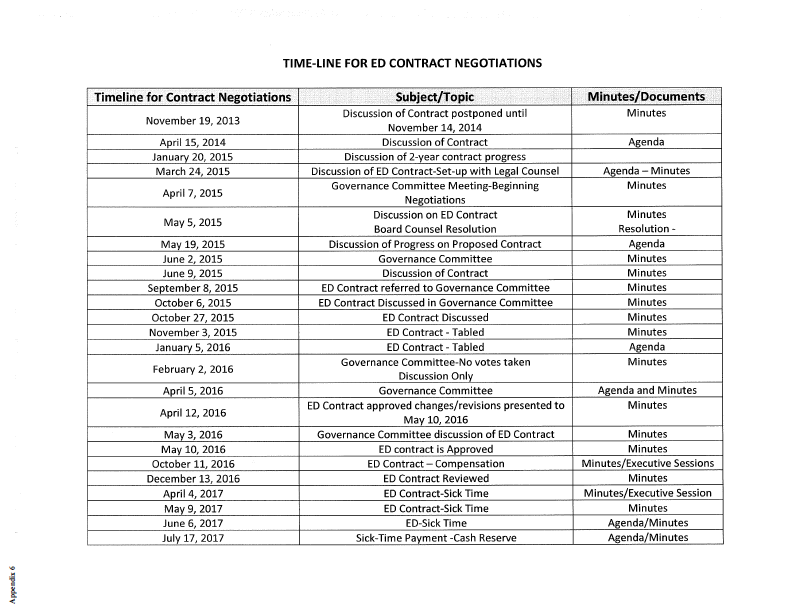 TIME-LINE FOR ED CONTRACT NEGOTIATIONS
Timeline for Contract Negotiations Subject/Topic Minutes/Documents
November 19, 2013 Discussion of Contract postponed until Minutes
November 14, 2014
April 15, 2014 Discussion of Contract Agenda
January 20, 2015 Discussion of 2-year contract progress
March 24, 2015 Discussion of ED Contract-Set-up with Legal Counsel Agenda – Minutes
April 7, 2015 Governance Committee Meeting-Beginning Minutes
Negotiations
May 5, 2015 Discussion on ED Contract Minutes
Board Counsel Resolution Resolution -
May 19, 2015 Discussion of Progress on Proposed Contract Agenda
June 2, 2015 Governance Committee Minutes
June 9, 2015 Discussion of Contract Minutes
September 8, 2015 ED Contract referred to Governance Committee Minutes
October 6, 2015 ED Contract Discussed in Governance Committee Minutes
October 27, 2015 ED Contract Discussed Minutes
November 3, 2015 ED Contract - Tabled Minutes
January 5, 2016 ED Contract - Tabled Agenda
February 2, 2016 Governance Committee-No votes taken Minutes
Discussion Only
April 5, 2016 Governance Committee Agenda and Minutes
April 12, 2016 ED Contract approved changes/revisions presented to Minutes
May 10, 2016
May 3, 2016 Governance Committee discussion of ED Contract Minutes
May 10, 2016 ED contract is Approved Minutes
October 11, 2016 ED Contract – Compensation Minutes/Executive Sessions
December 13, 2016 ED Contract Reviewed Minutes
April 4, 2017 ED Contract-Sick Time Minutes/Executive Session
May 9, 2017 ED Contract-Sick Time Minutes
June 6, 2017 ED-Sick Time Agenda/Minutes
July 17, 2017 Sick-Time Payment -Cash Reserve Agenda/Minutes
Appendix 6